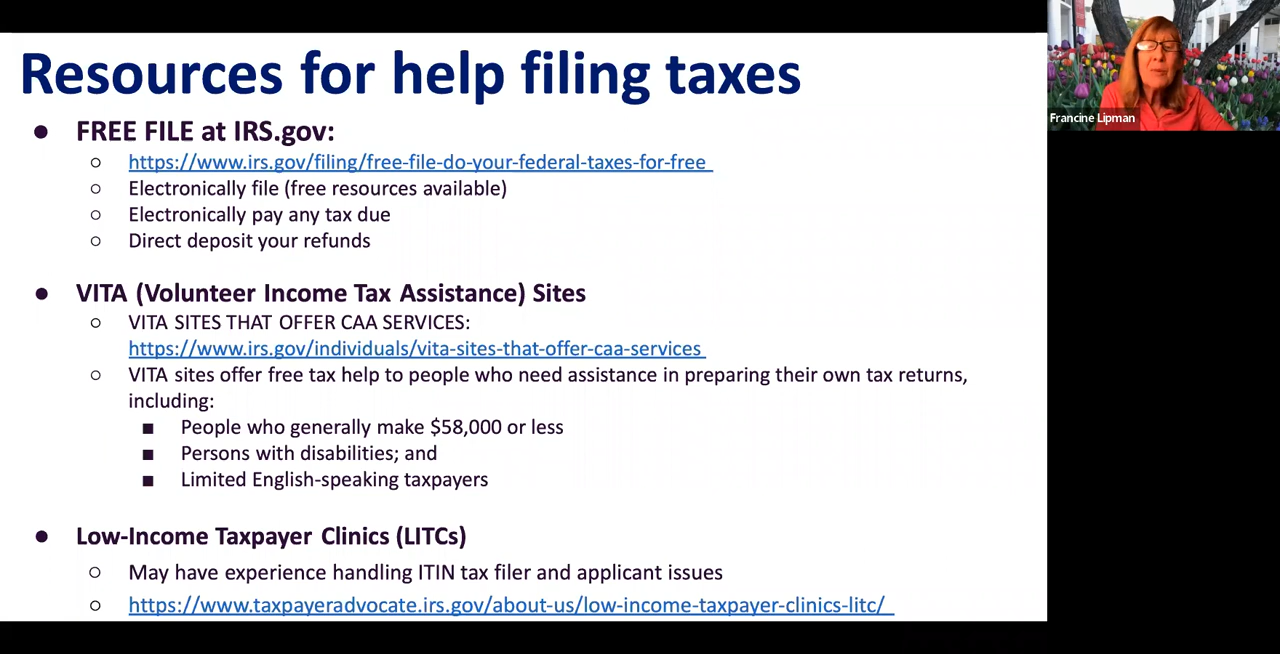 Resources for help filing taxes
● FREE FILE at IRS.gov:
○ https://www.irs.gov/filing/free-file-do-your-federal-taxes-for-free
○ Electronically file (free resources available)
○ Electronically pay any tax due
○ Direct deposit your refunds
● VITA (Volunteer Income Tax Assistance) Sites
○ VITA SITES THAT OFFER CAA SERVICES:
https://www.irs.gov/individuals/vita-sites-that-offer-caa-services
○ VITA sites offer free tax help to people who need assistance in preparing their own tax returns,
including:
■ People who generally make $58,000 or less
■ Persons with disabilities; and
■ Limited English-speaking taxpayers
● Low-Income Taxpayer Clinics (LITCs)
○ May have experience handling ITIN tax filer and applicant issues
○ https://www.taxpayeradvocate.irs.gov/about-us/low-income-taxpayer-clinics-litc/
Francine Lipman